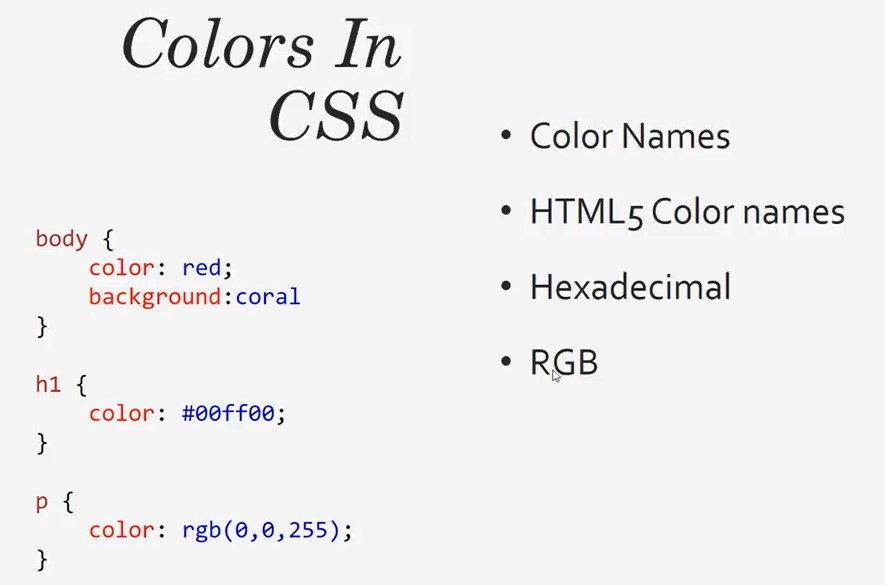 Colors In
CSS
body {
    color: red;
    background:coral
}
h1 {
    color: #00ff00;
}
p {
    color: rgb(0,0,255);
}
• Color Names
• HTML5 Color names
• Hexadecimal
• RGB